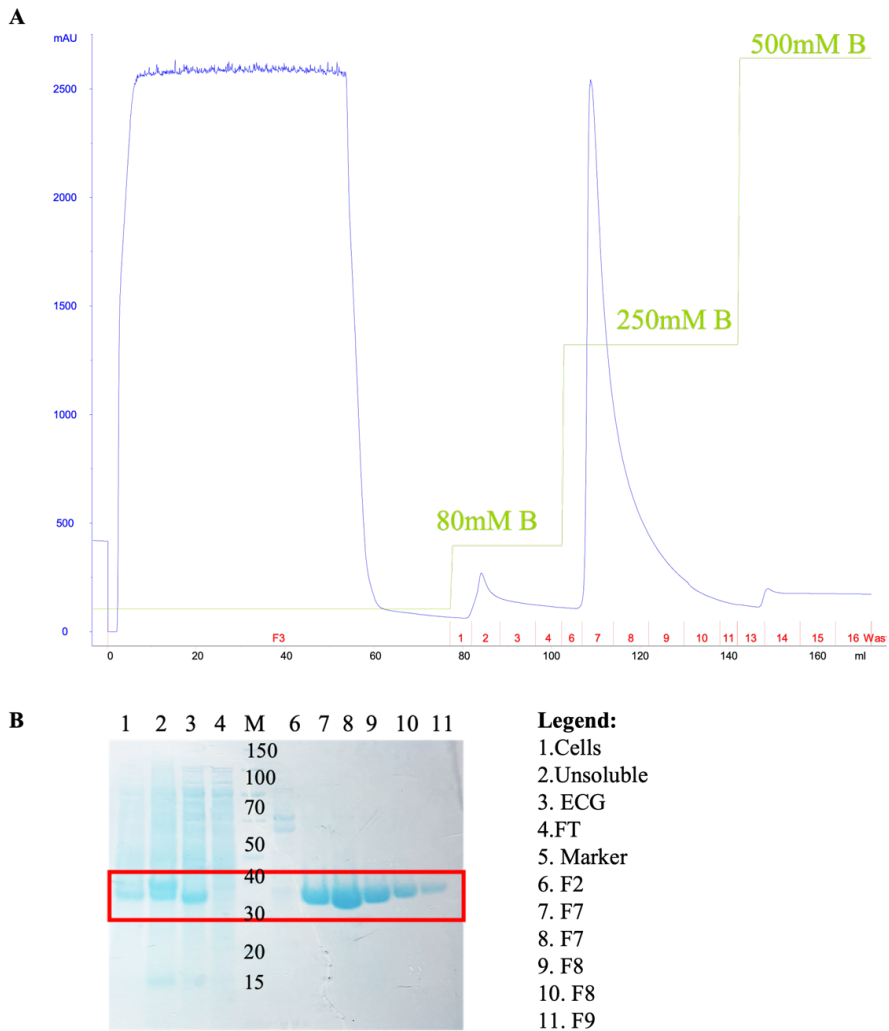 A
mAU
500mM B
2500
2000
1500
250mM B
1000
500
80mM B
0
F3 1 2 3 4 6 7 8 9 10 11 13 14 15 16 Was
0 20 40 60 80 100 120 140 160 ml
B
1 2 3 4 M 6 7 8 9 10 11
150
100
70
50
40
30
20
15
Legend:
1.Cells
2.Unsoluble
3. ECG
4.FT
5. Marker
6. F2
7. F7
8. F7
9. F8
10. F8
11. F9